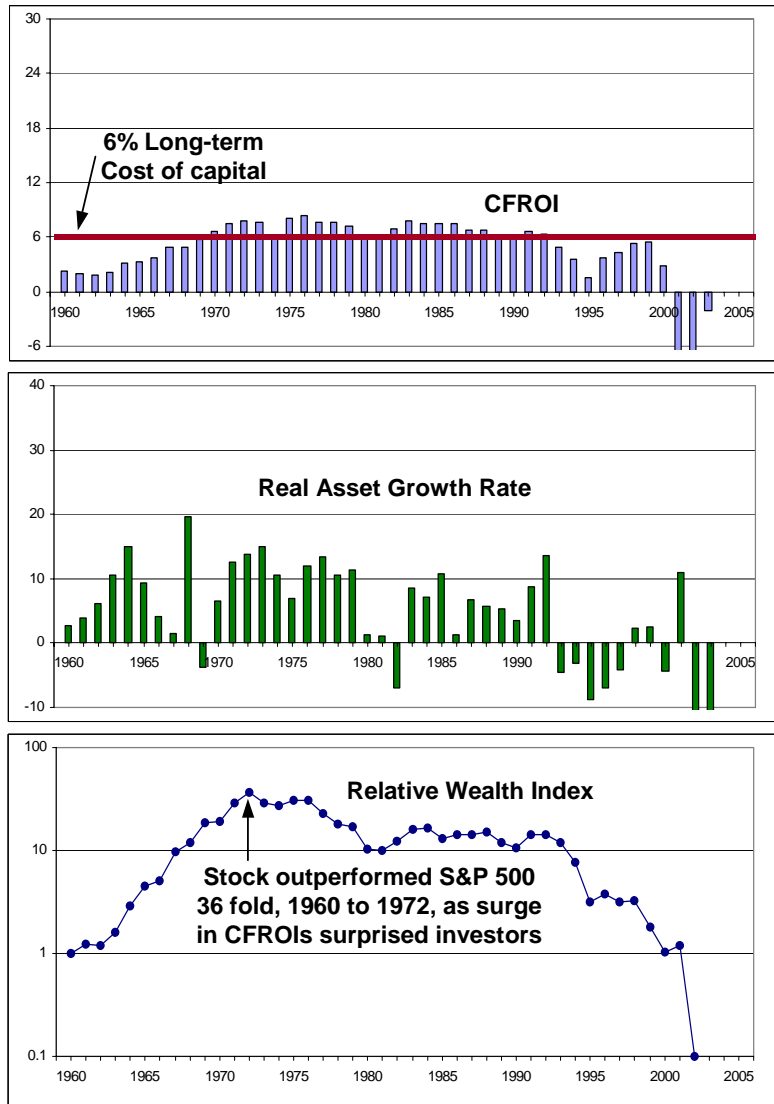 30
24
18
12
6
0
-6
6% Long-term
Cost of capital
CFROI
1960 1965 1970 1975 1980 1985 1990 1995 2000 2005
40
30
20
10
0
-10
Real Asset Growth Rate
1960 1965 1970 1975 1980 1985 1990 1995 2000 2005
100
10
1
0.1
Relative Wealth Index
Stock outperformed S&P 500
36 fold, 1960 to 1972, as surge
in CFROIs surprised investors
1960 1965 1970 1975 1980 1985 1990 1995 2000 2005